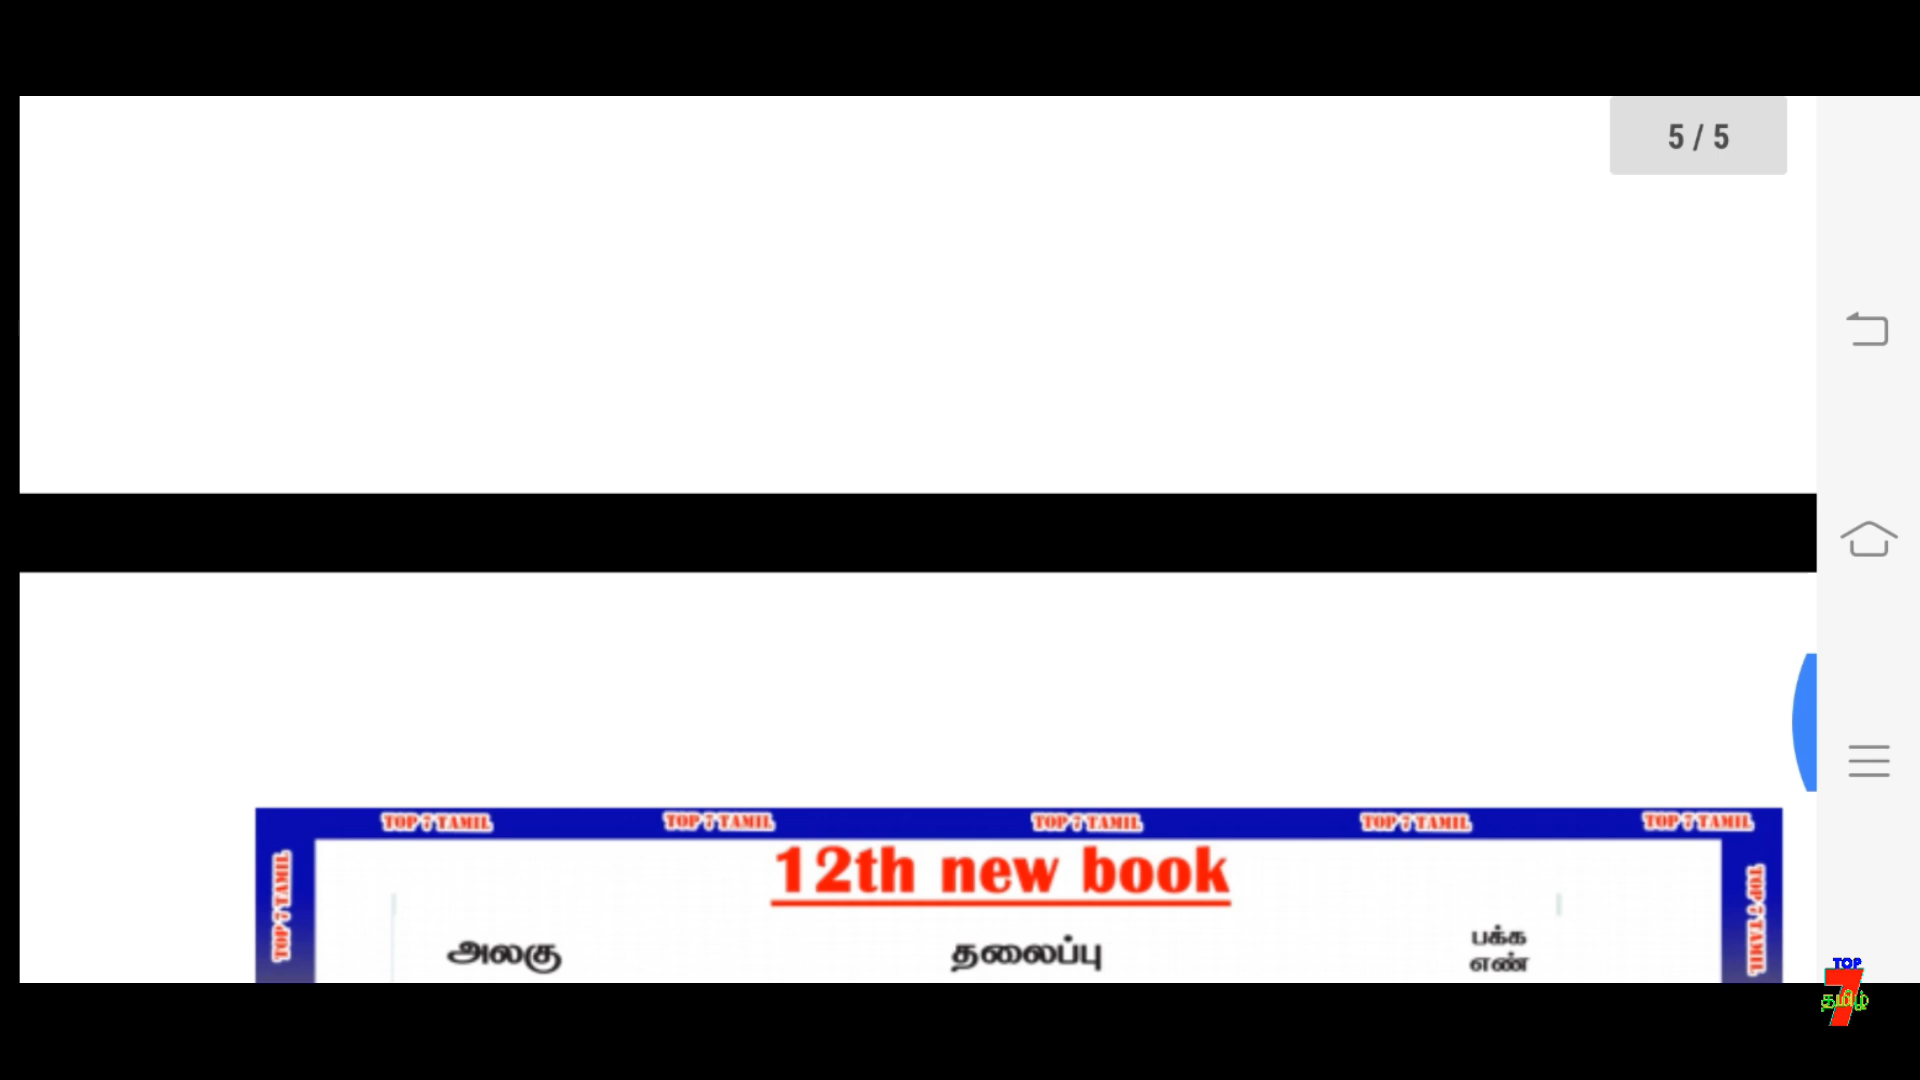 5 / 5
TOP 7 TAMIL TOP 7 TAMIL TOP 7 TAMIL TOP 7 TAMIL TOP 7 TAMIL
TOP 7 TAMIL
12th new book
TOP 7 TAMIL
அலகு தலைப்பு பக்க
எண்
TOP
7
தமிழ்